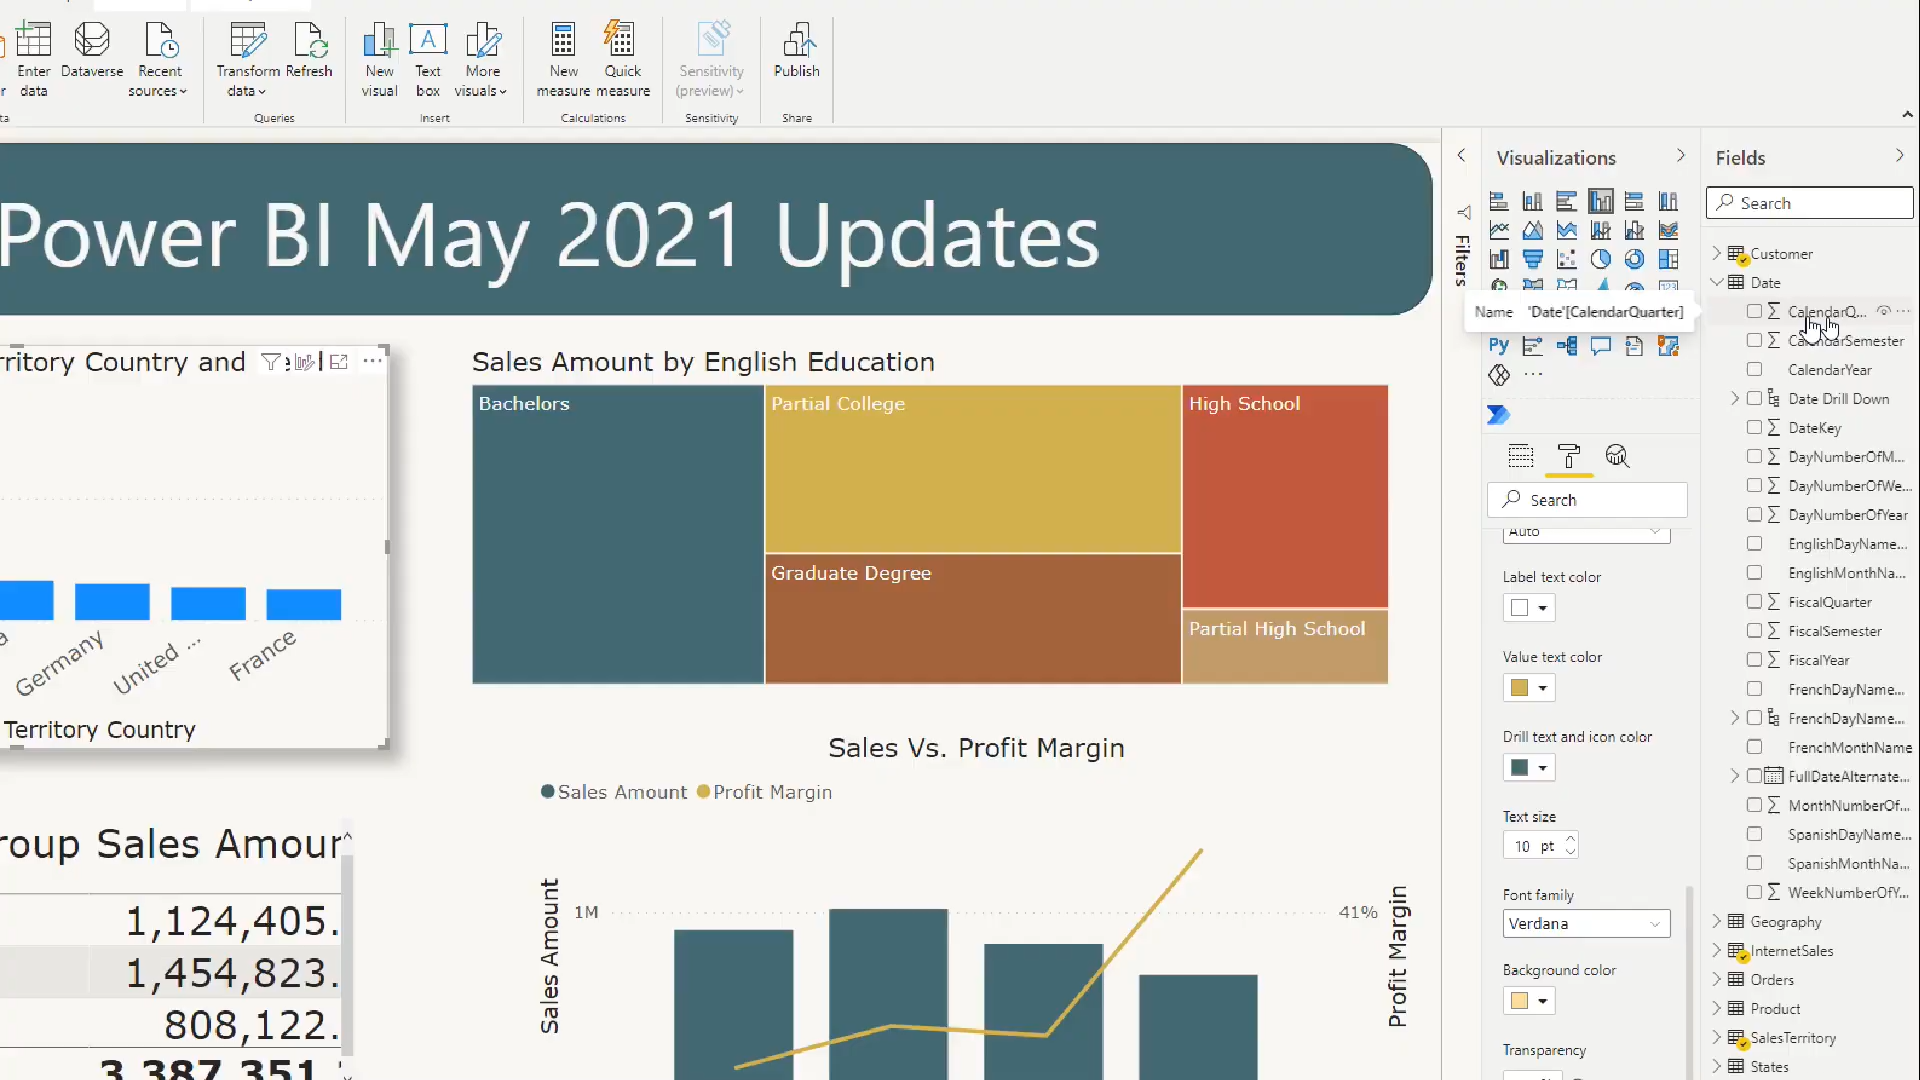 Enter
data
Dataverse
Recent
sources
Transform
data
Refresh
Queries
New
visual
Text
box
More
visuals
Insert
New
measure
Quick
measure
Calculations
Sensitivity
(preview)
Sensitivity
Publish
Share
Power BI May 2021 Updates
rritory Country and
Germany
United ...
France
Territory Country
Sales Amount by English Education
Bachelors
Partial College
High School
Graduate Degree
Partial High School
roup Sales Amour
1,124,405.
1,454,823.
808,122.
3,387,351.
Sales Vs. Profit Margin
Sales Amount
Profit Margin
Sales Amount
1M
41%
Profit Margin
Filters
Visualizations
Name 'Date'[CalendarQuarter]
Py
...
Search
Auto
Label text color
Value text color
Drill text and icon color
Text size
10 pt
Font family
Verdana
Background color
Transparency
Fields
Search
Customer
Date
CalendarQ...
CalendarSemester
CalendarYear
Date Drill Down
DateKey
DayNumberOfM...
DayNumberOfWe...
DayNumberOfYear
EnglishDayName...
EnglishMonthNa...
FiscalQuarter
FiscalSemester
FiscalYear
FrenchDayName...
FrenchDayName...
FrenchMonthName
FullDateAlternate...
MonthNumberOf...
SpanishDayName...
SpanishMonthNa...
WeekNumberOfY...
Geography
InternetSales
Orders
Product
SalesTerritory
States